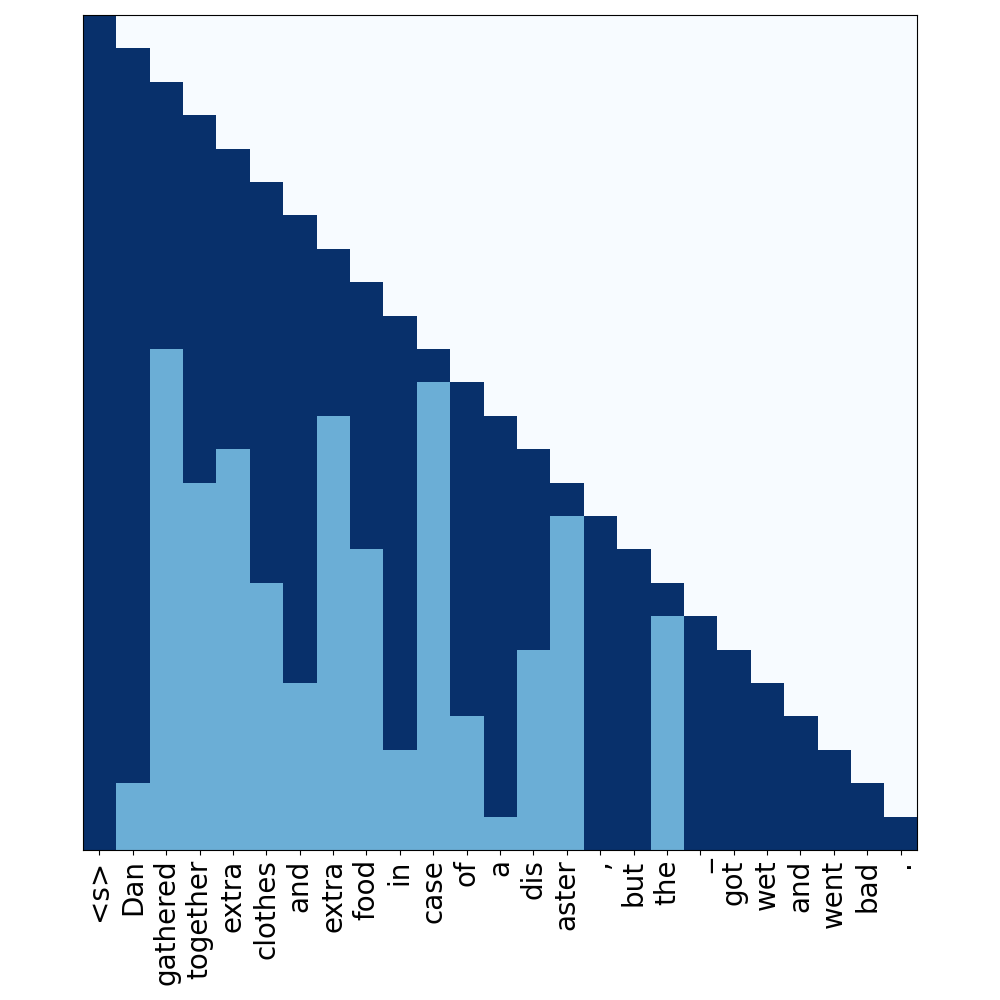 <s>
Dan
gathered
together
extra
clothes
and
extra
food
in
case
of
a
dis
aster
,
but
the
_
got
wet
and
went
bad
.